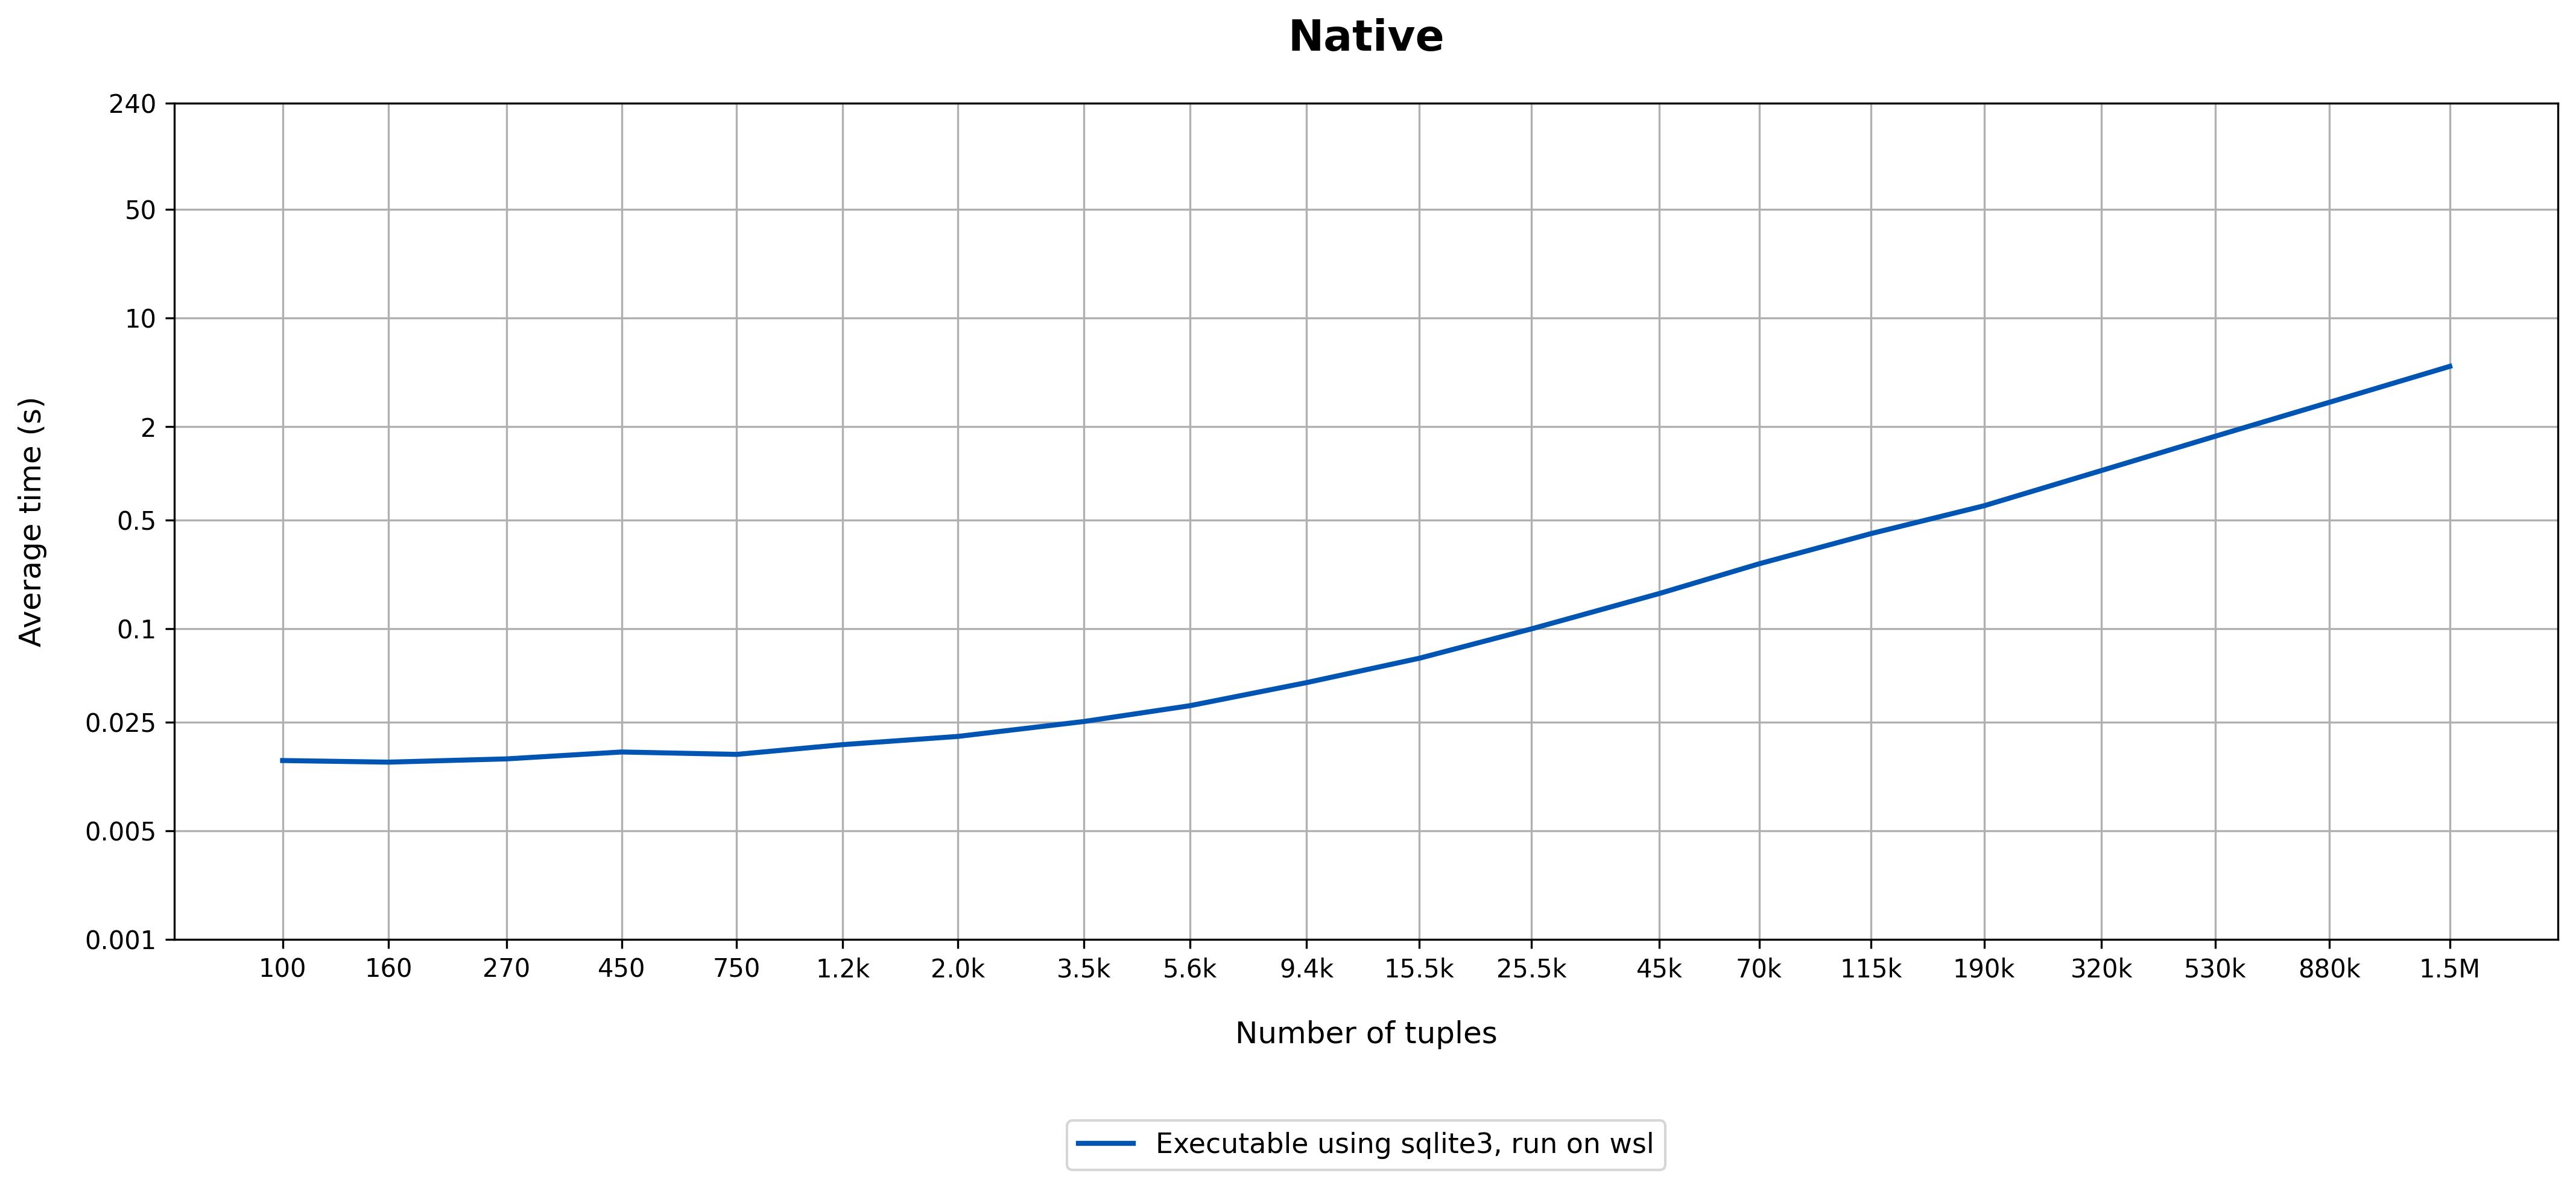 Native
240
50
10
2
0.5
0.1
0.025
0.005
0.001
Average time (s)
100 160 270 450 750 1.2k 2.0k 3.5k 5.6k 9.4k 15.5k 25.5k 45k 70k 115k 190k 320k 530k 880k 1.5M
Number of tuples
Executable using sqlite3, run on wsl